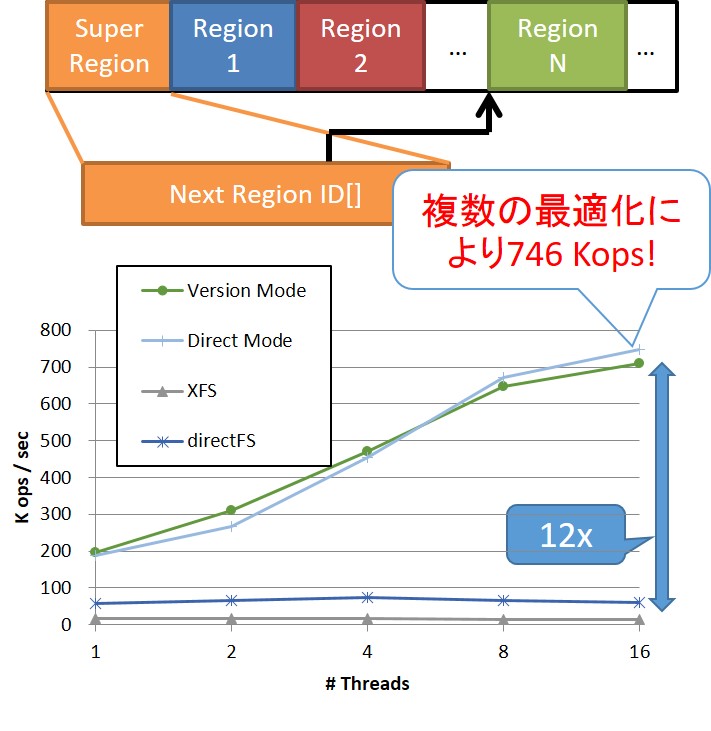 Super
Region
Region
1
Region
2
...
Region
N
...
Next Region ID[]
複数の最適化に
より746 Kops!
Version Mode
Direct Mode
XFS
directFS
800
700
600
500
400
300
200
100
0
K ops / sec
12x
1 2 4 8 16
# Threads